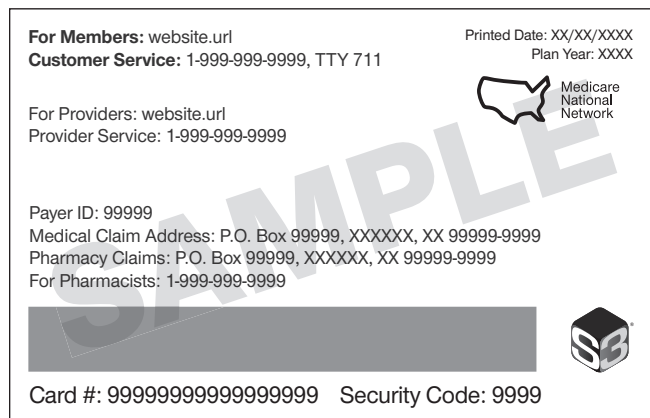 For Members: website.url
Customer Service: 1-999-999-9999, TTY 711
Printed Date: XX/XX/XXXX
Plan Year: XXXX
Medicare
National
Network
For Providers: website.url
Provider Service: 1-999-999-9999
SAMPLE
Payer ID: 99999
Medical Claim Address: P.O. Box 99999, XXXXXX, XX 99999-9999
Pharmacy Claims: P.O. Box 99999, XXXXXX, XX 99999-9999
For Pharmacists: 1-999-999-9999
S3
Card #: 99999999999999999 Security Code: 9999